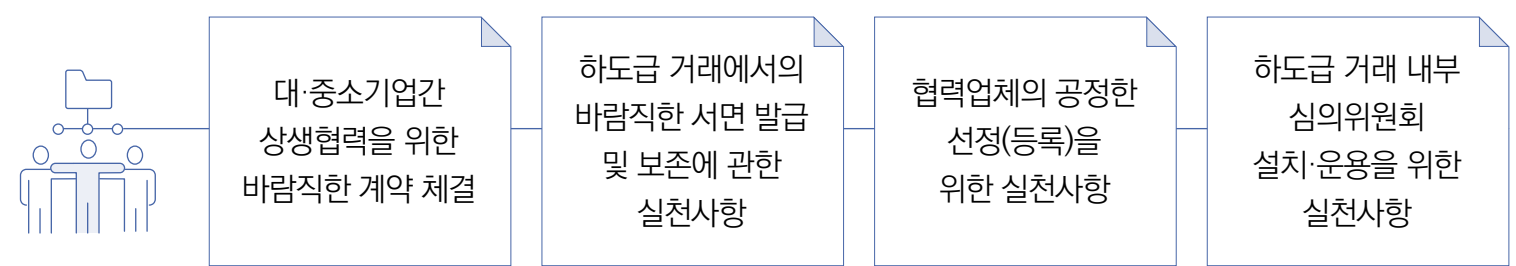 대·중소기업간
상생협력을 위한
바람직한 계약 체결
하도급 거래에서의
바람직한 서면 발급
및 보존에 관한
실천사항
협력업체의 공정한
선정(등록)을
위한 실천사항
하도급 거래 내부
심의위원회
설치·운용을 위한
실천사항